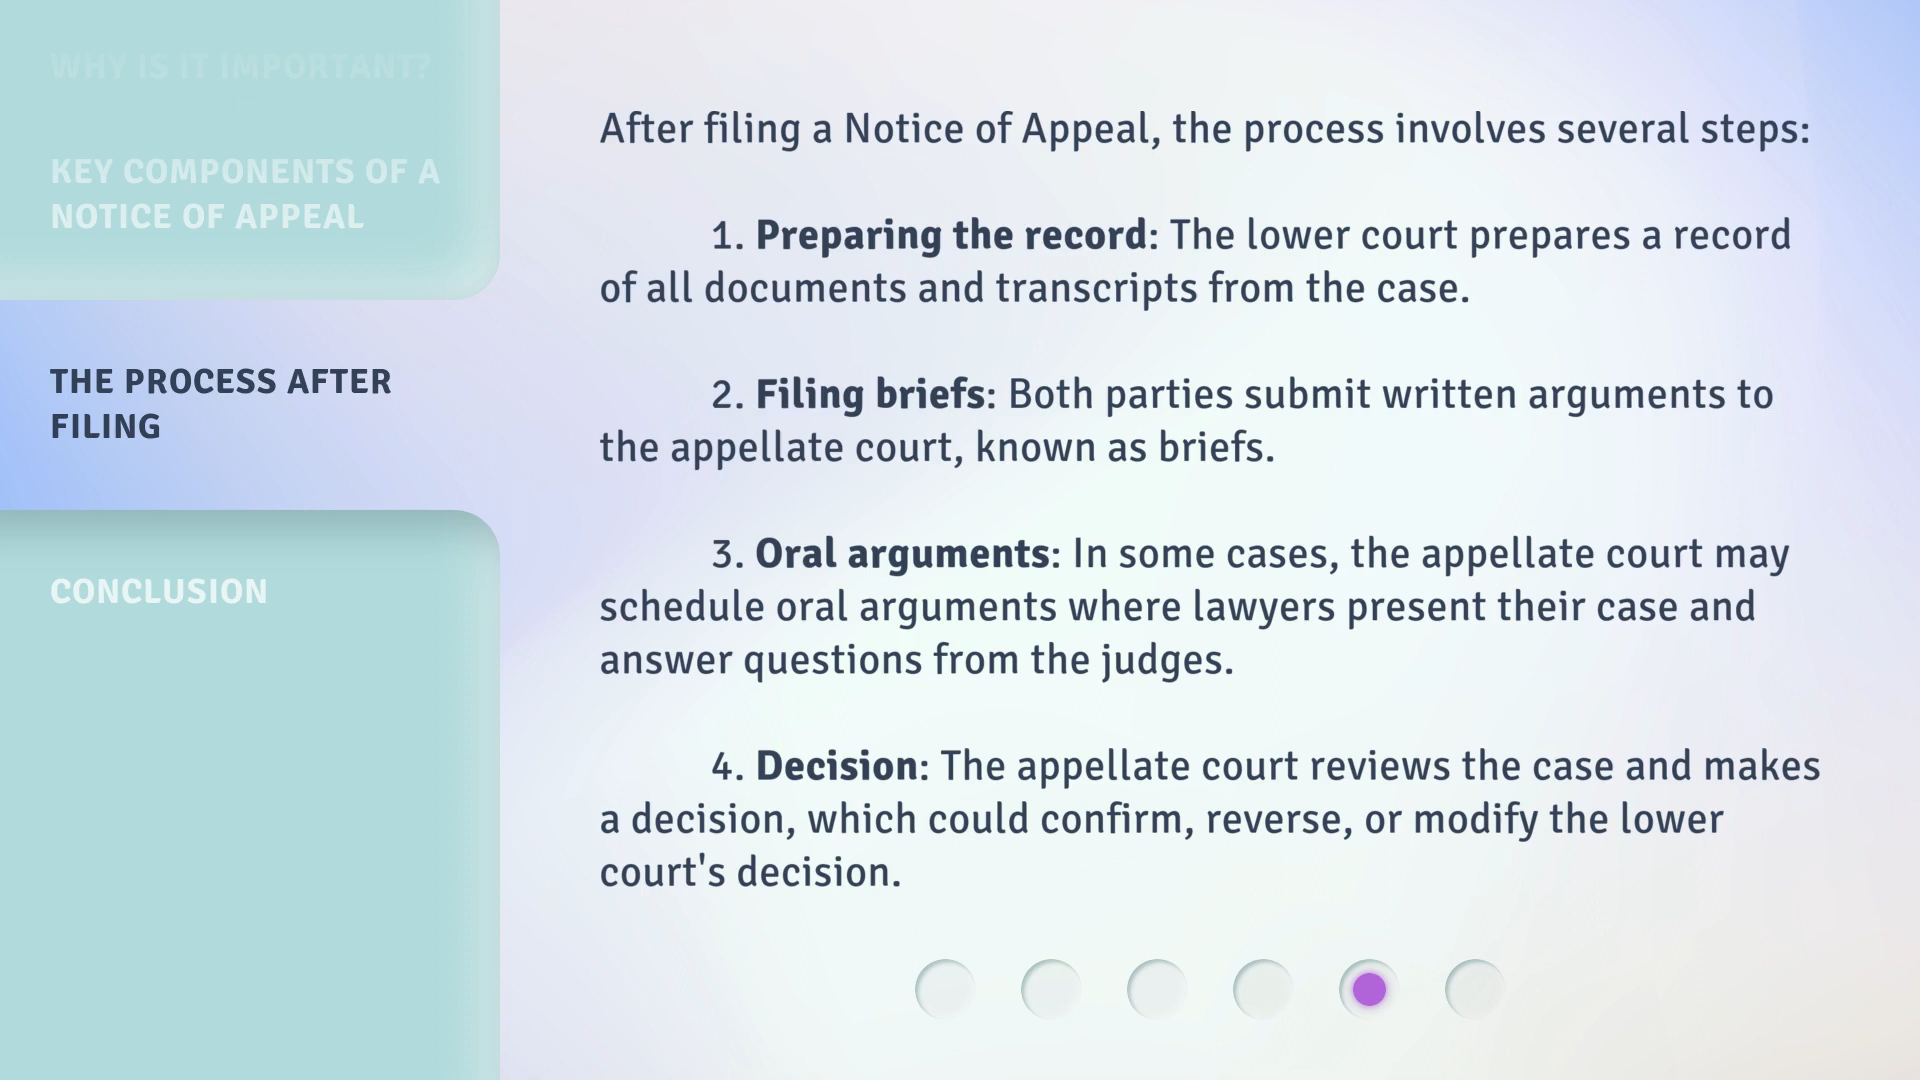 WHY IS IT IMPORTANT?
KEY COMPONENTS OF A
NOTICE OF APPEAL
THE PROCESS AFTER
FILING
CONCLUSION
After filing a Notice of Appeal, the process involves several steps:
1. Preparing the record: The lower court prepares a record
of all documents and transcripts from the case.
2. Filing briefs: Both parties submit written arguments to
the appellate court, known as briefs.
3. Oral arguments: In some cases, the appellate court may
schedule oral arguments where lawyers present their case and
answer questions from the judges.
4. Decision: The appellate court reviews the case and makes
a decision, which could confirm, reverse, or modify the lower
court's decision.